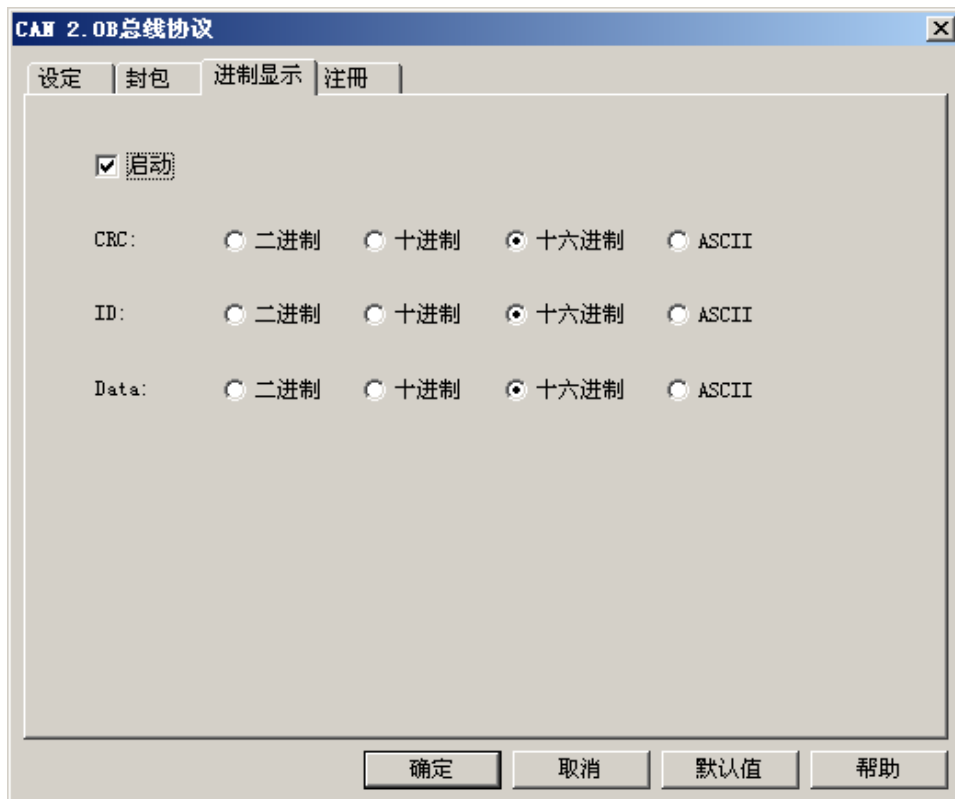 CAN 2.0B总线协议
设定 封包 进制显示 注冊
启动
CRC: 二进制 十进制 十六进制 ASCII
ID: 二进制 十进制 十六进制 ASCII
Data: 二进制 十进制 十六进制 ASCII
确定 取消 默认值 帮助